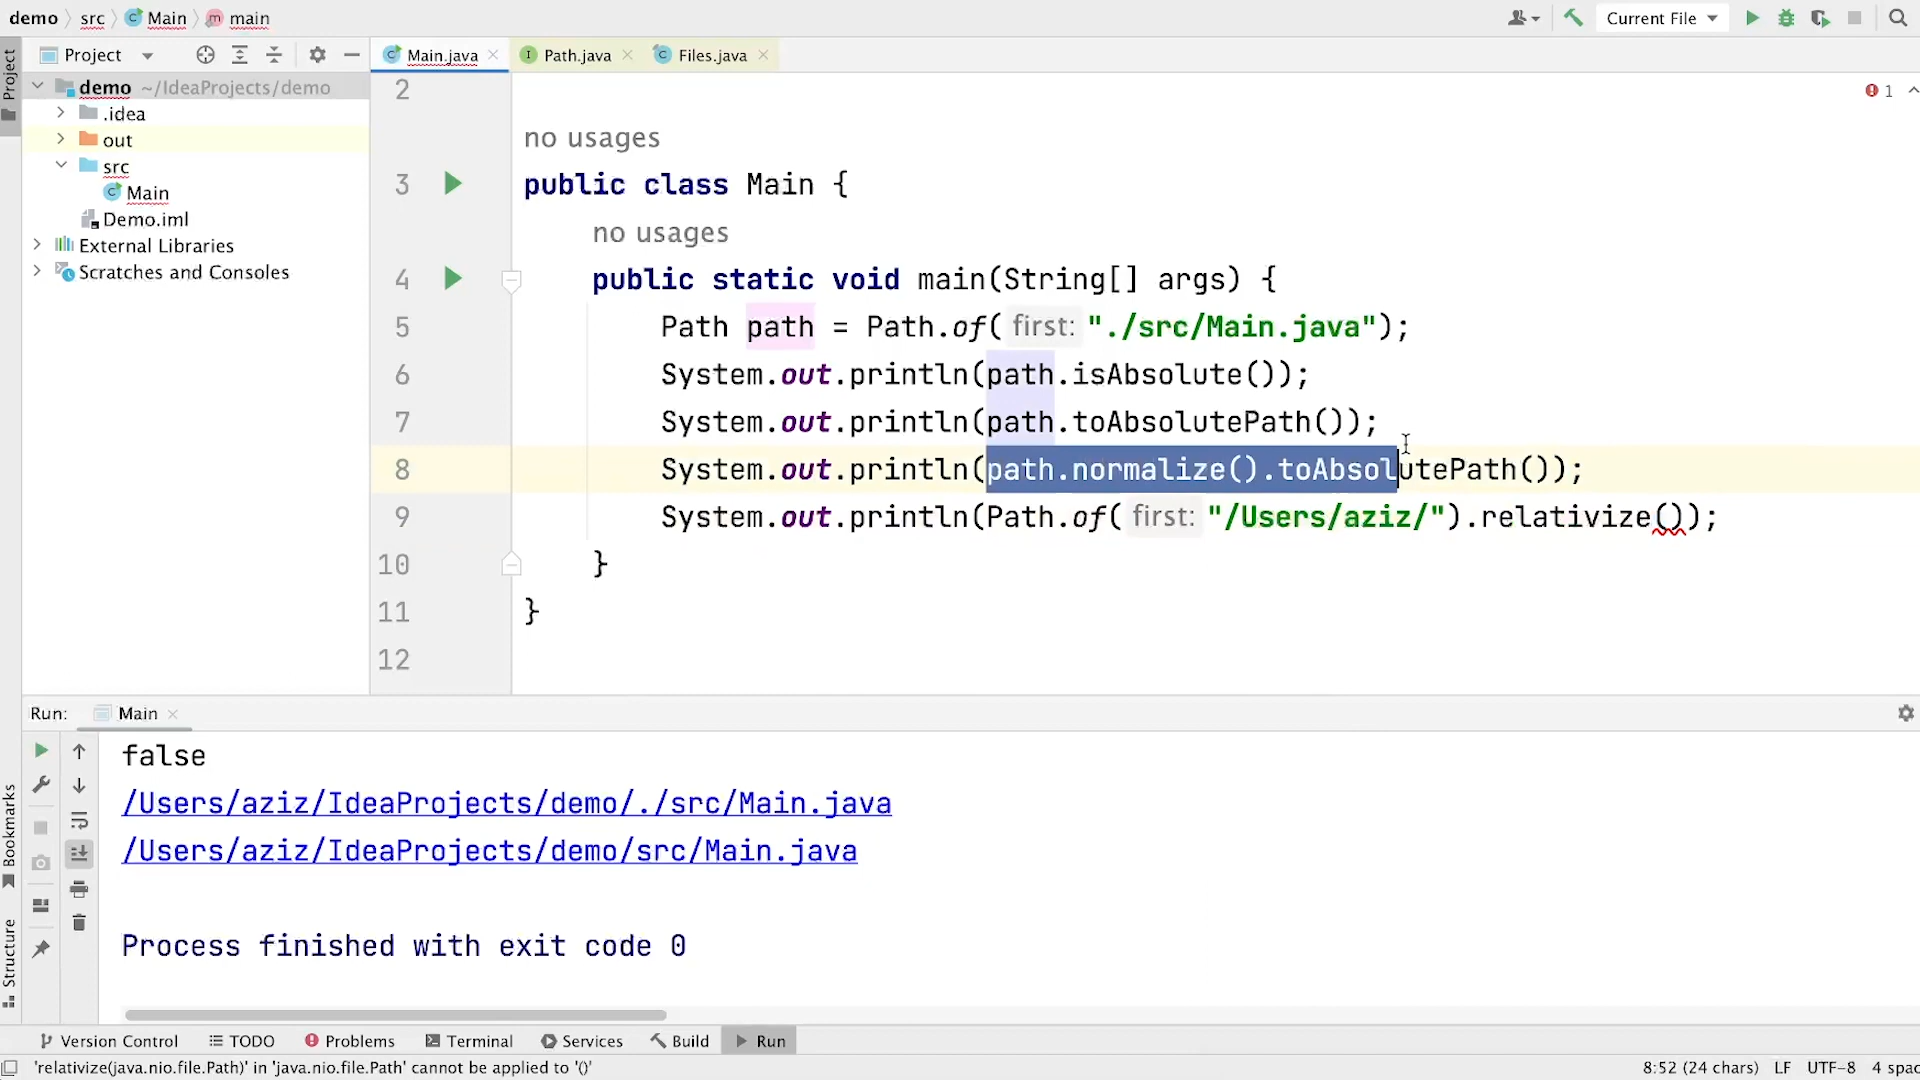 demo src Main main
Current File
Project
Main.java Path.java Files.java
Project
demo ~/IdeaProjects/demo
.idea
out
src
Main
Demo.iml
External Libraries
Scratches and Consoles
2
1
no usages
3 public class Main {
no usages
4 public static void main(String[] args) {
5 Path path = Path.of( first: "./src/Main.java");
6 System.out.println(path.isAbsolute());
7 System.out.println(path.toAbsolutePath());
8 System.out.println(path.normalize().toAbsolutePath());
9 System.out.println(Path.of( first: "/Users/aziz/").relativize());
10 }
11 }
12
Run: Main
false
/Users/aziz/IdeaProjects/demo/./src/Main.java
/Users/aziz/IdeaProjects/demo/src/Main.java
Process finished with exit code 0
Bookmarks
Structure
Version Control TODO Problems Terminal Services Build Run
'relativize(java.nio.file.Path)' in 'java.nio.file.Path' cannot be applied to '()'
8:52 (24 chars) LF UTF-8 4 spac